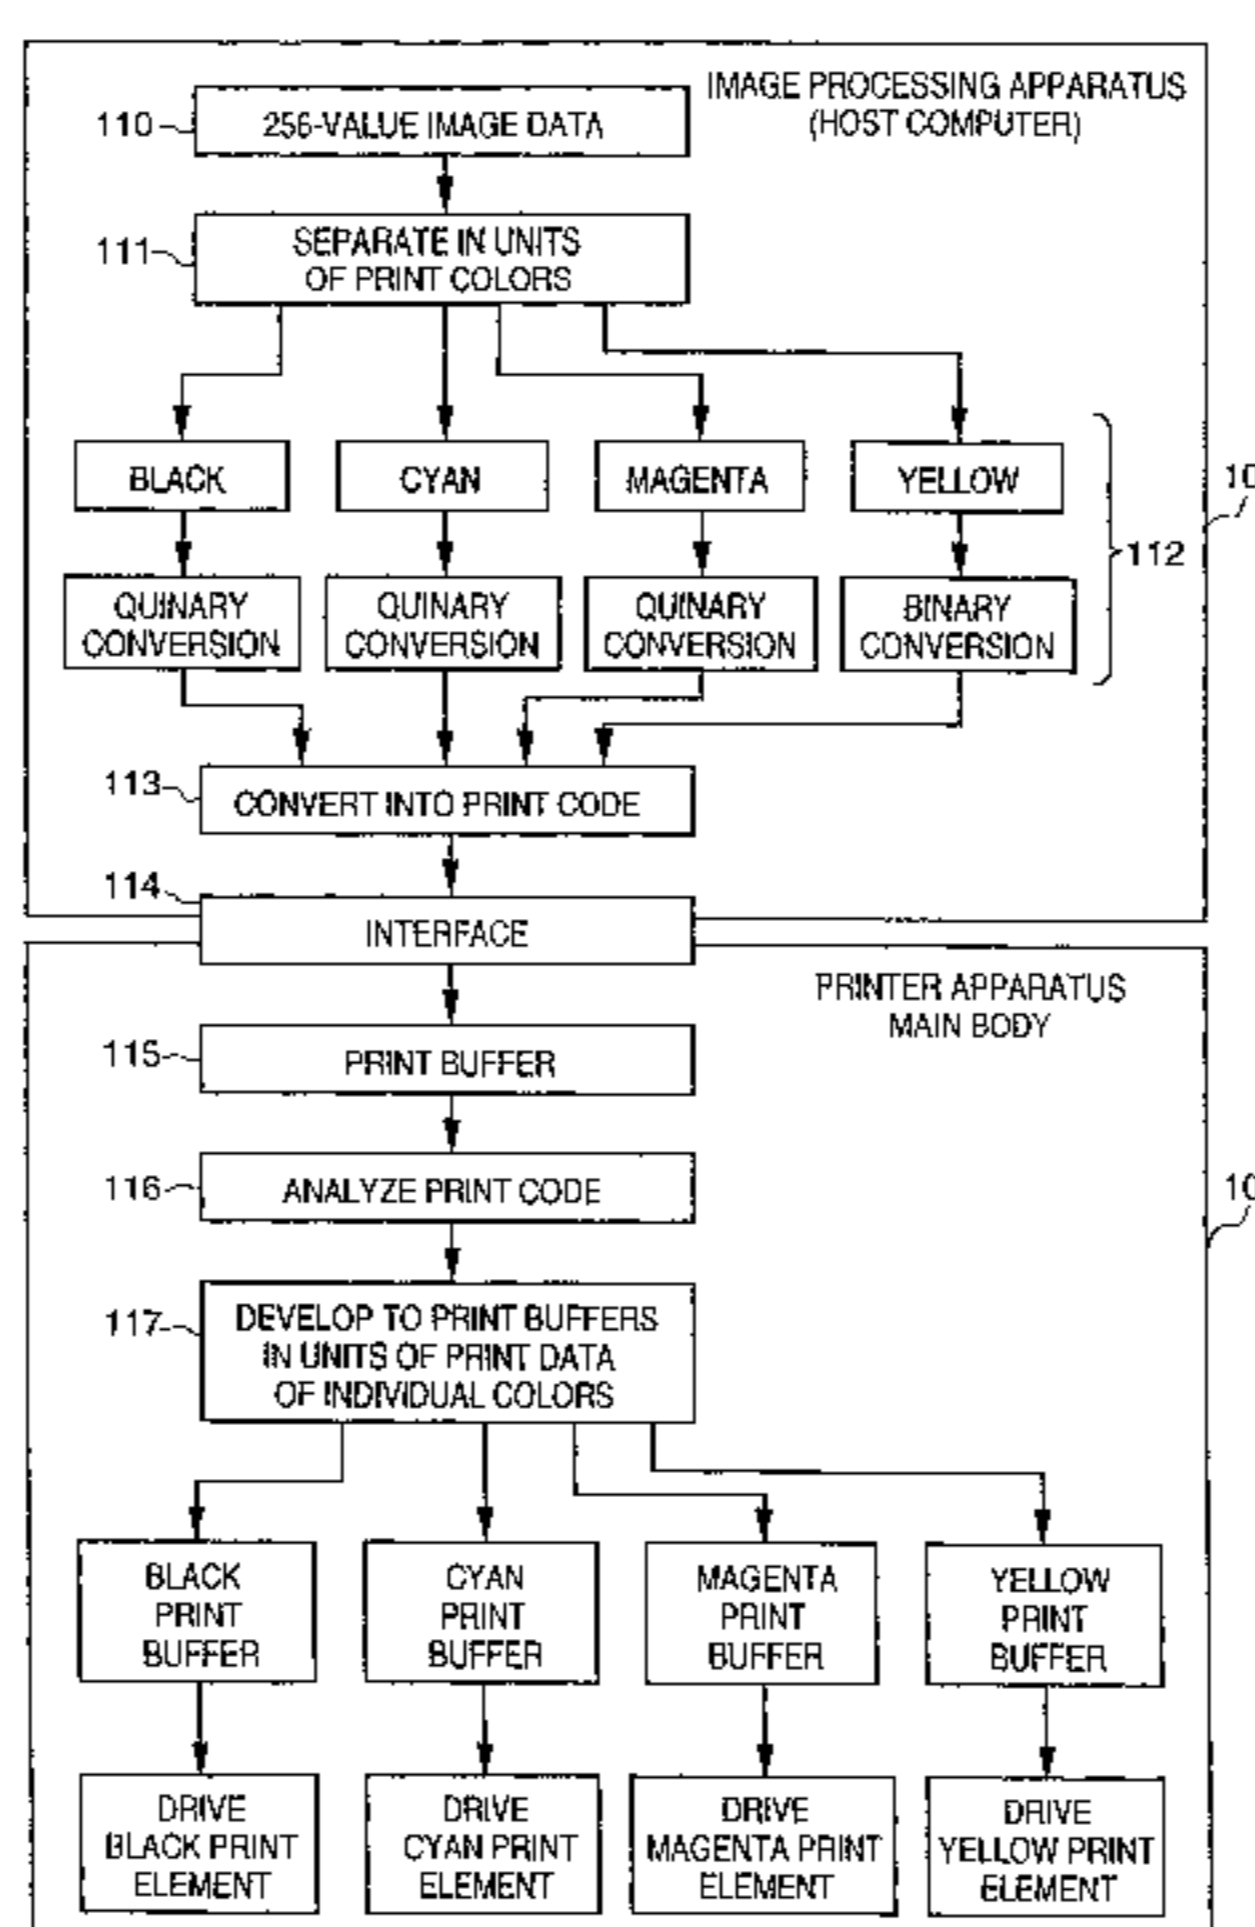 IMAGE PROCESSING APPARATUS
(HOST COMPUTER)
110
256-VALUE IMAGE DATA
111
SEPARATE IN UNITS
OF PRINT COLORS
BLACK
CYAN
MAGENTA
YELLOW
10
112
QUINARY
CONVERSION
QUINARY
CONVERSION
QUINARY
CONVERSION
BINARY
CONVERSION
113
CONVERT INTO PRINT CODE
114
INTERFACE
PRINTER APPARATUS
MAIN BODY
115
PRINT BUFFER
116
ANALYZE PRINT CODE
10
117
DEVELOP TO PRINT BUFFERS
IN UNITS OF PRINT DATA
OF INDIVIDUAL COLORS
BLACK
PRINT
BUFFER
CYAN
PRINT
BUFFER
MAGENTA
PRINT
BUFFER
YELLOW
PRINT
BUFFER
DRIVE
BLACK PRINT
ELEMENT
DRIVE
CYAN PRINT
ELEMENT
DRIVE
MAGENTA PRINT
ELEMENT
DRIVE
YELLOW PRINT
ELEMENT